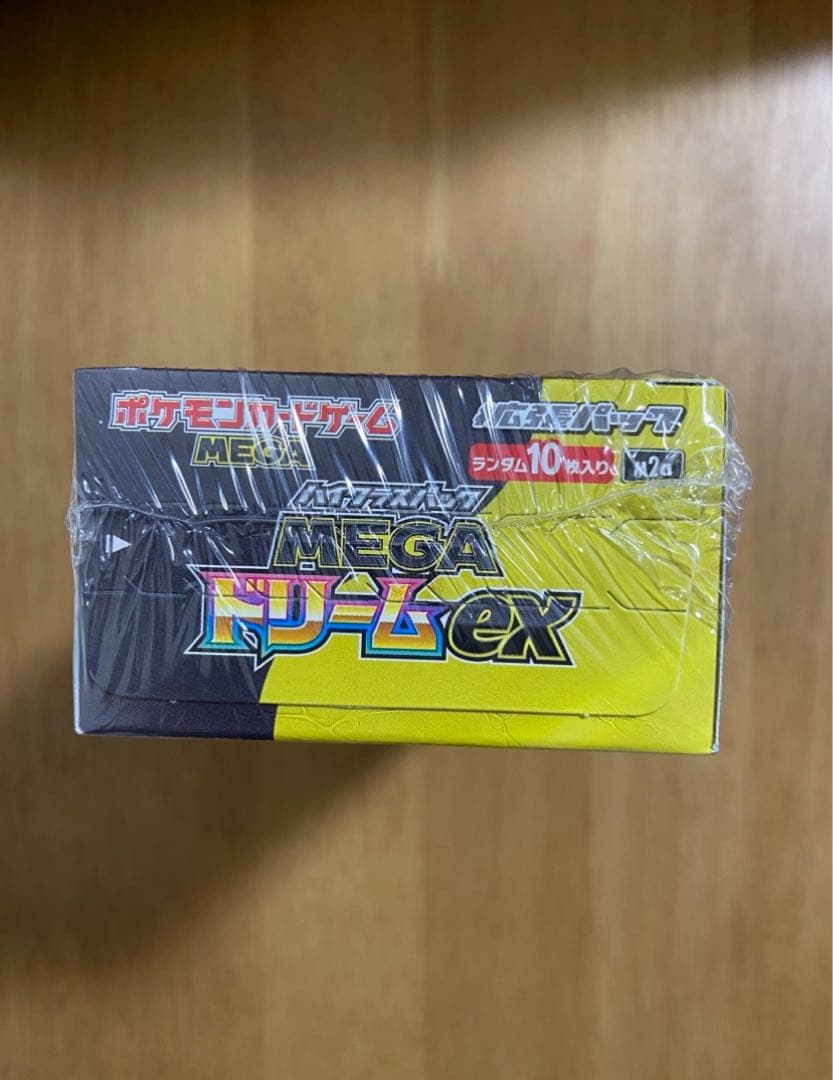 ポケモンカードゲーム
MEGA
拡張パック
ランダム10枚入り
M2a
ハイクラスパック
MEGA
ドリームex